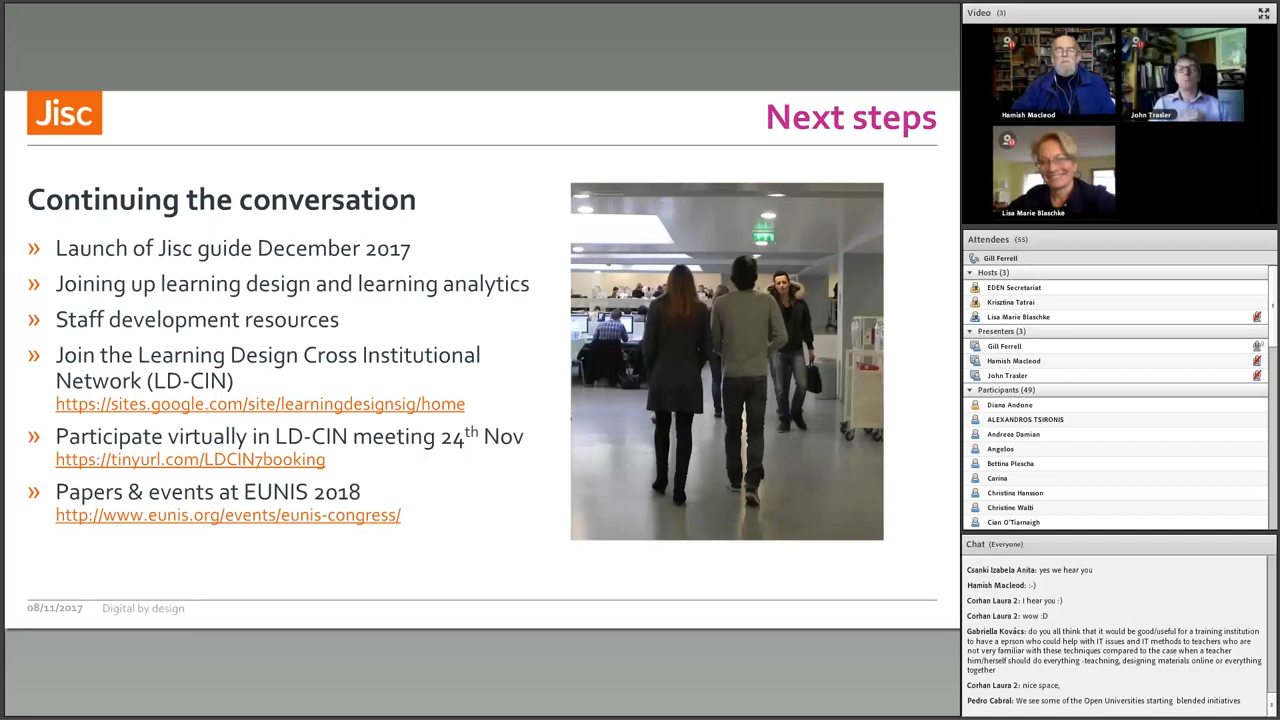 Jisc
Next steps
Continuing the conversation
» Launch of Jisc guide December 2017
» Joining up learning design and learning analytics
» Staff development resources
» Join the Learning Design Cross Institutional
Network (LD-CIN)
https://sites.google.com/site/learningdesignsig/home
» Participate virtually in LD-CIN meeting 24th Nov
https://tinyurl.com/LDCIN7booking
» Papers & events at EUNIS 2018
http://www.eunis.org/events/eunis-congress/
08/11/2017 Digital by design
Video (3)
Hamish Macleod
John Trasler
Lisa Marie Blaschke
Attendees (55)
Gill Ferrell
Hosts (3)
EDEN Secretariat
Krisztina Tatrai
Lisa Marie Blaschke
Presenters (3)
Gill Ferrell
Hamish Macleod
John Trasler
Participants (49)
Diana Andone
ALEXANDROS TSIRONIS
Andreea Damian
Angelos
Bettina Plescha
Carina
Christina Hansson
Christine Walti
Cian O'Tiarnaigh
Chat (Everyone)
Csanki Izabela Anita: yes we hear you
Hamish Macleod: :-)
Corhan Laura 2: I hear you :)
Corhan Laura 2: wow :D
Gabriella Kovács: do you all think that it would be good/useful for a training institution
to have a eprson who could help with IT issues and IT methods to teachers who are
not very familiar with these techniques compared to the case when a teacher
him/herself should do everything -teachning, designing materials online or everything
together
Corhan Laura 2: nice space,
Pedro Cabral: We see some of the Open Universities starting blended initiatives